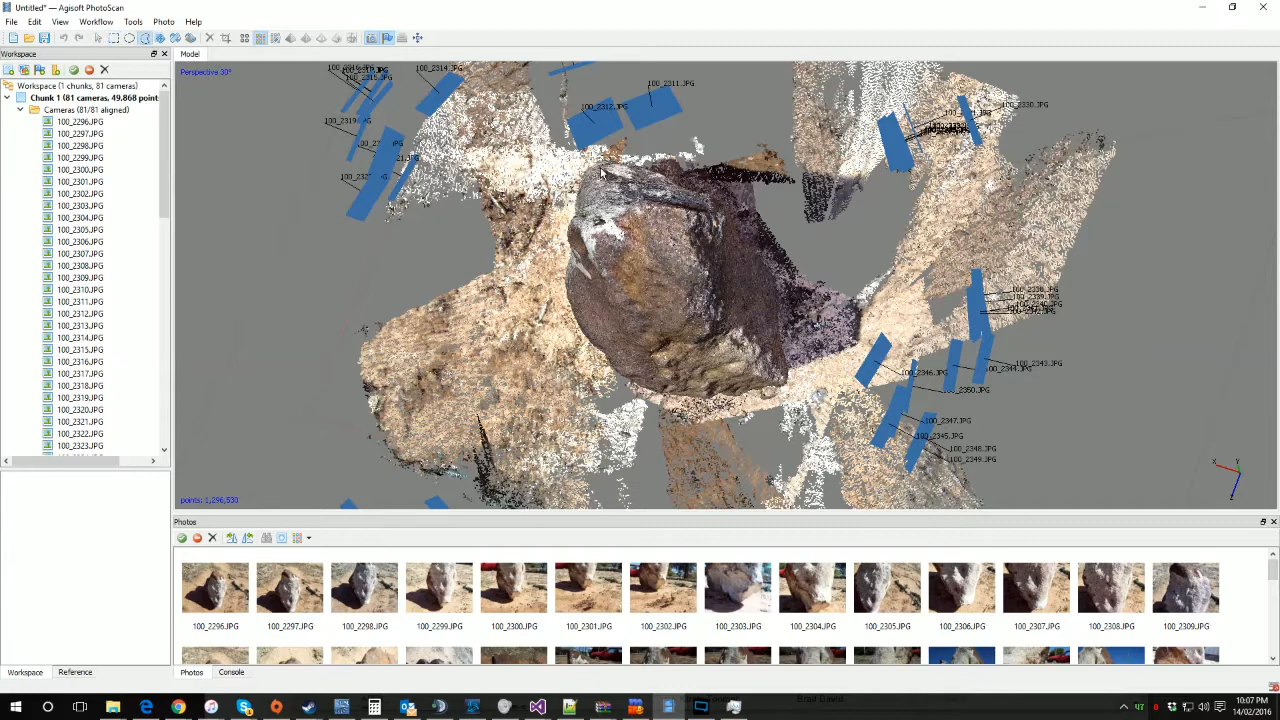 Untitled* — Agisoft PhotoScan
File Edit View Workflow Tools Photo Help
Workspace
Model
Workspace (1 chunks, 81 cameras)
Chunk 1 (81 cameras, 49,868 point
Cameras (81/81 aligned)
100_2296.JPG
100_2297.JPG
100_2298.JPG
100_2299.JPG
100_2300.JPG
100_2301.JPG
100_2302.JPG
100_2303.JPG
100_2304.JPG
100_2305.JPG
100_2306.JPG
100_2307.JPG
100_2308.JPG
100_2309.JPG
100_2310.JPG
100_2311.JPG
100_2312.JPG
100_2313.JPG
100_2314.JPG
100_2315.JPG
100_2316.JPG
100_2317.JPG
100_2318.JPG
100_2319.JPG
100_2320.JPG
100_2321.JPG
100_2322.JPG
100_2323.JPG
Perspective 30°
100_2314.JPG
100_2311.JPG
100_2312.JPG
100_2330.JPG
100_2343.JPG
100_2344.JPG
100_2346.JPG
100_2350.JPG
100_2347.JPG
100_2345.JPG
100_2348.JPG
100_2349.JPG
X Y Z
points: 1,296,530
Photos
100_2296.JPG 100_2297.JPG 100_2298.JPG 100_2299.JPG 100_2300.JPG 100_2301.JPG 100_2302.JPG 100_2303.JPG 100_2304.JPG 100_2305.JPG 100_2306.JPG 100_2307.JPG 100_2308.JPG 100_2309.JPG
Workspace Reference
Photos Console
10:07 PM
14/02/2016